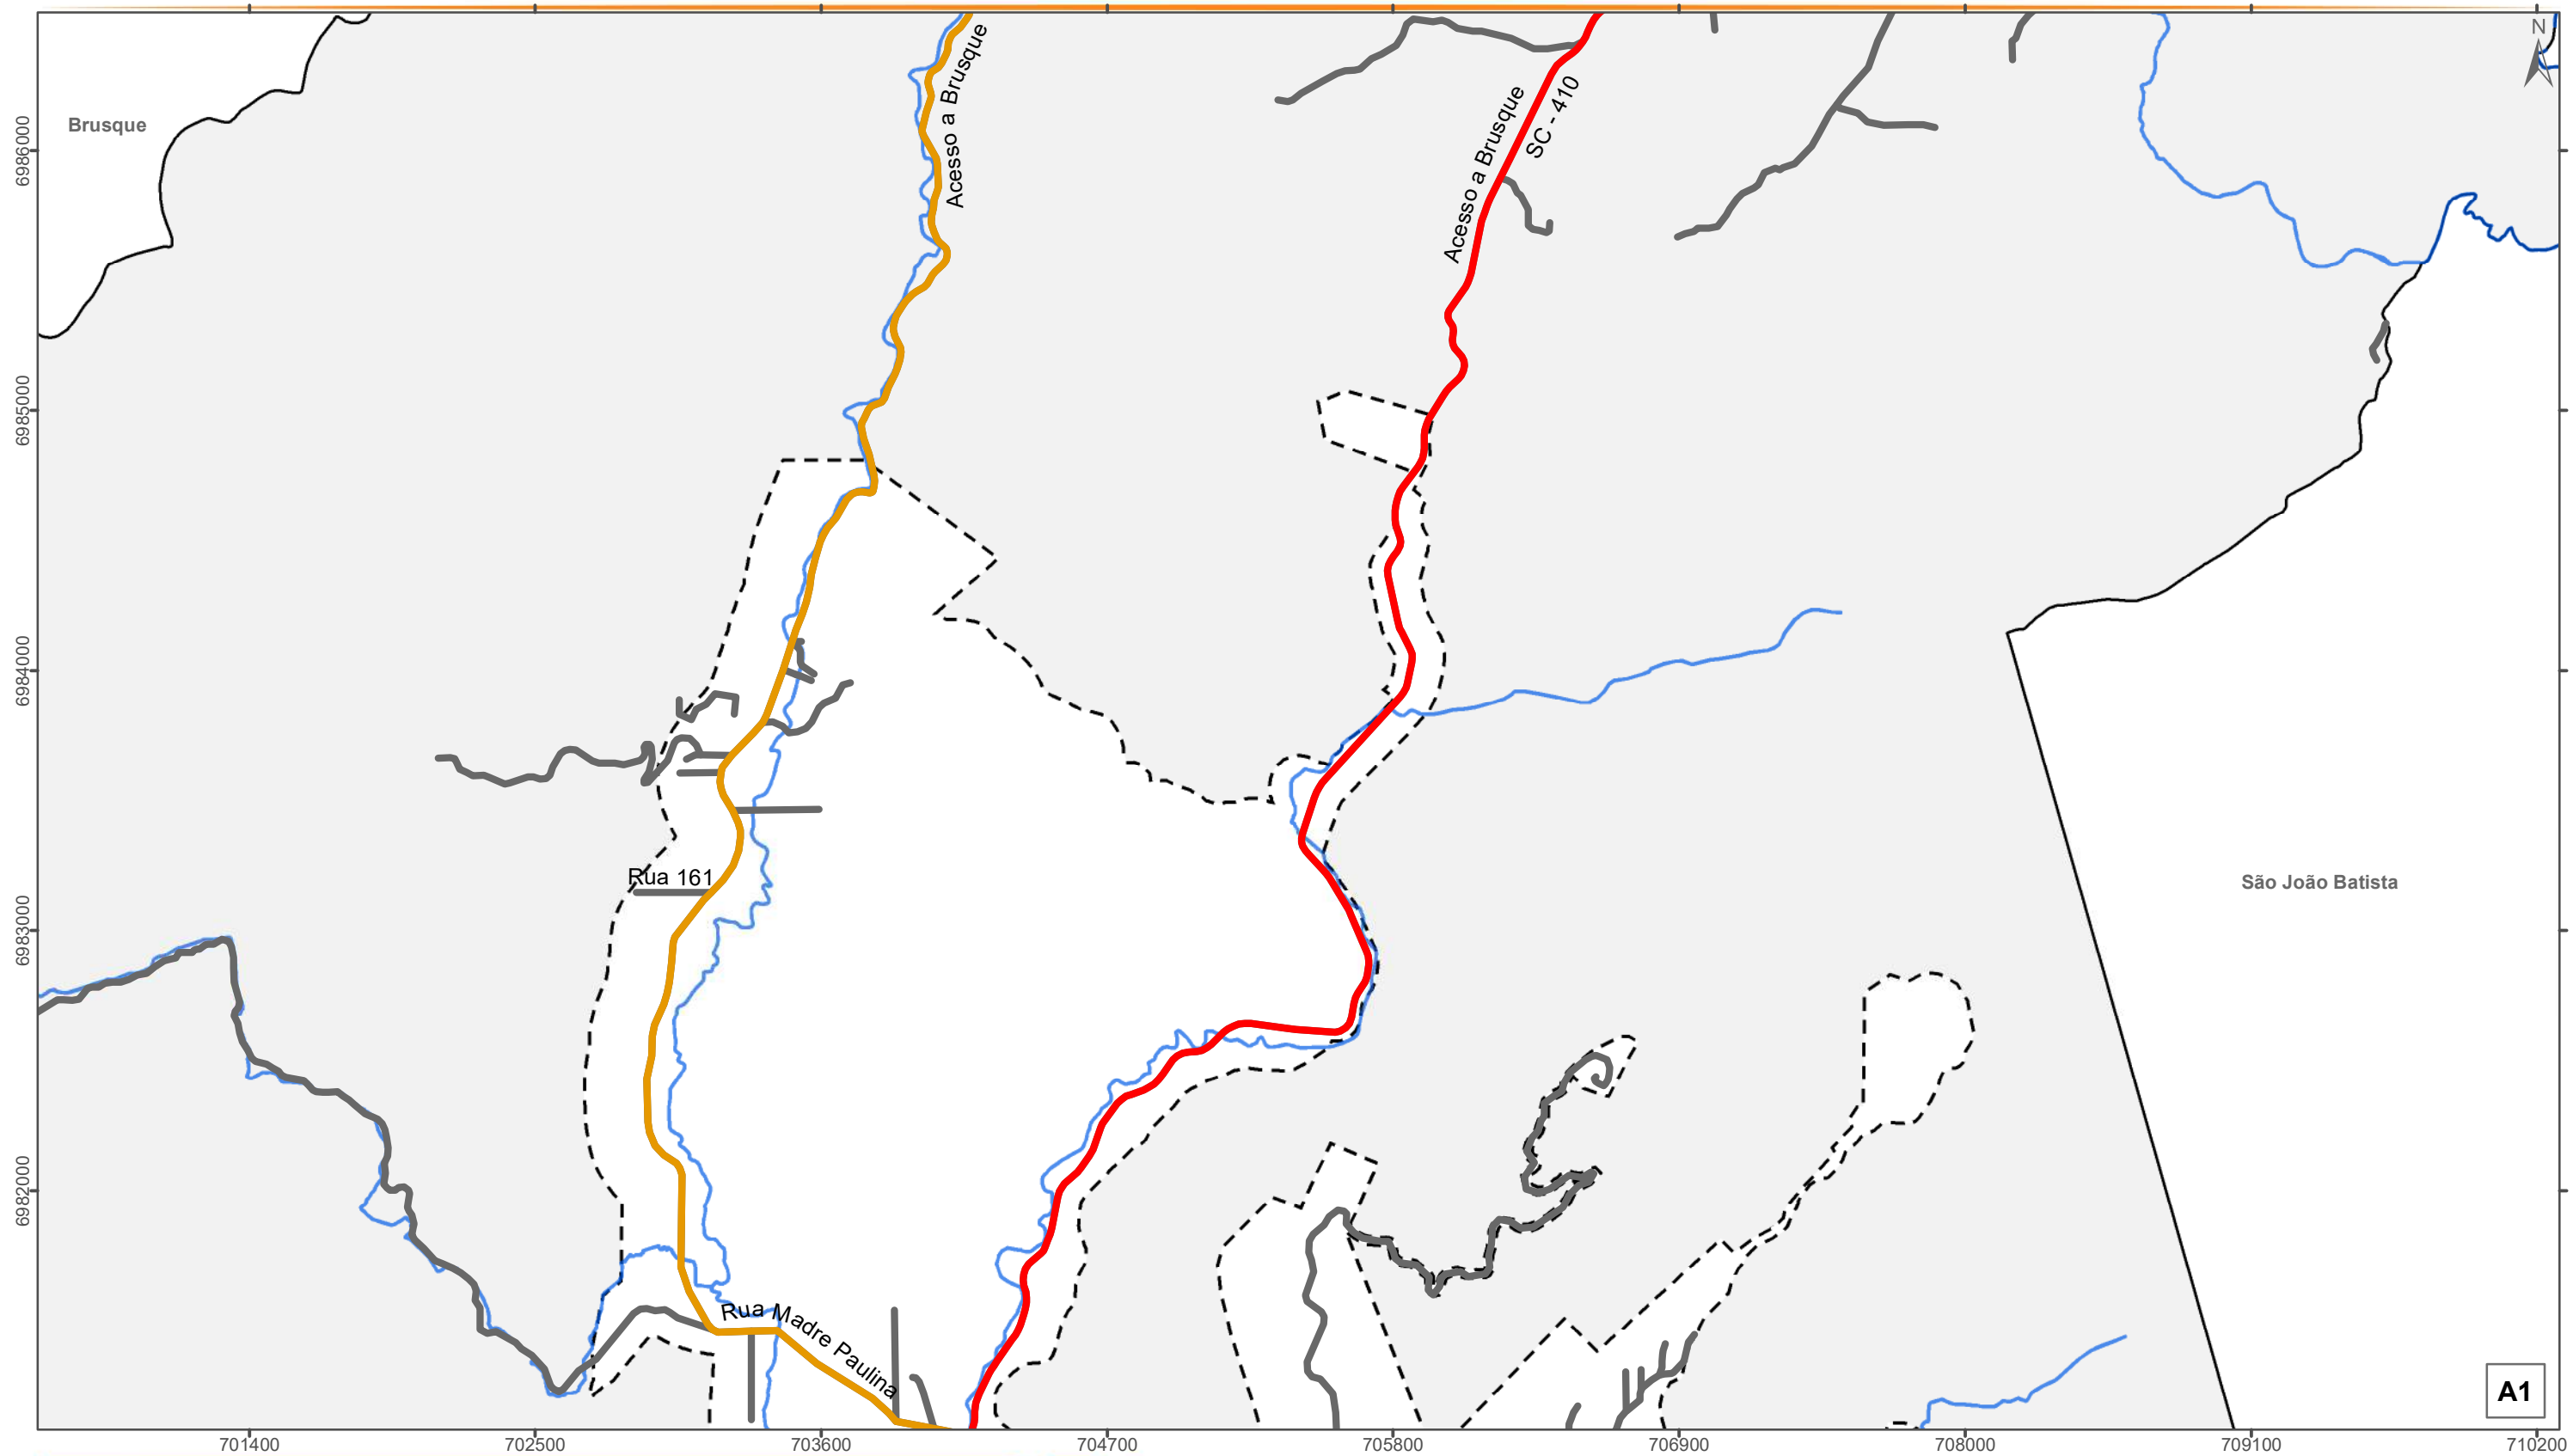 N
Brusque
Acesso a Brusque
Acesso a Brusque
SC - 410
6986000
6985000
6984000
6983000
6982000
Rua 161
São João Batista
Rua Madre Paulina
A1
701400
702500
703600
704700
705800
706900
708000
709100
710200